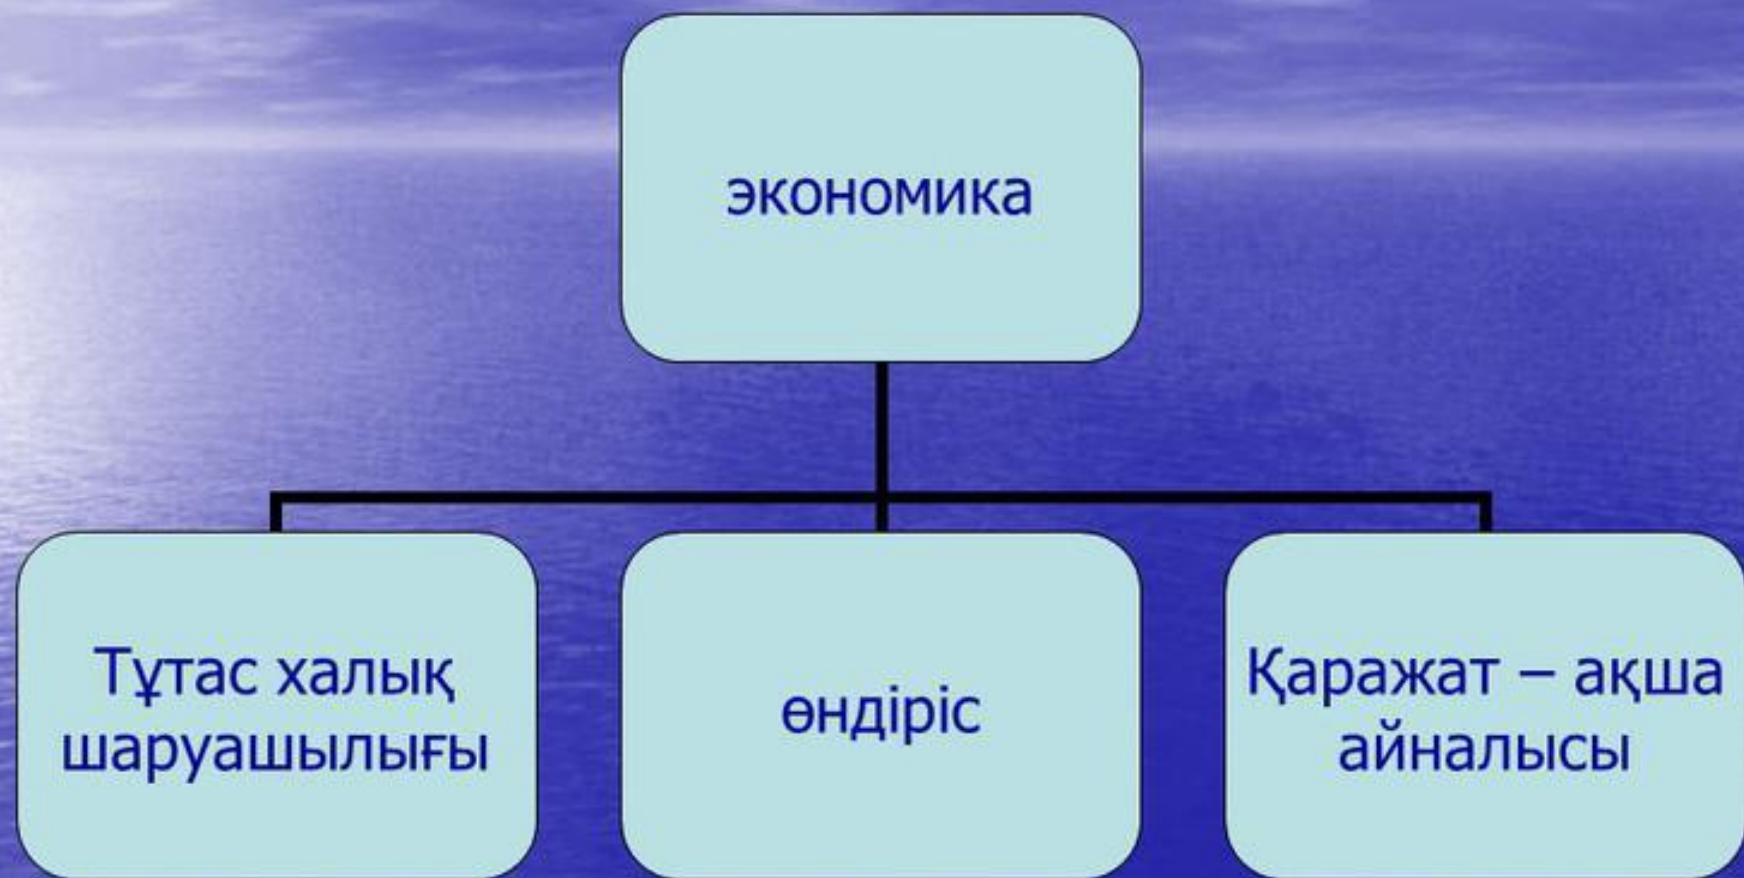 экономика
Тұтас халық
шаруашылығы
өндіріс
Қаражат – ақша
айналысы